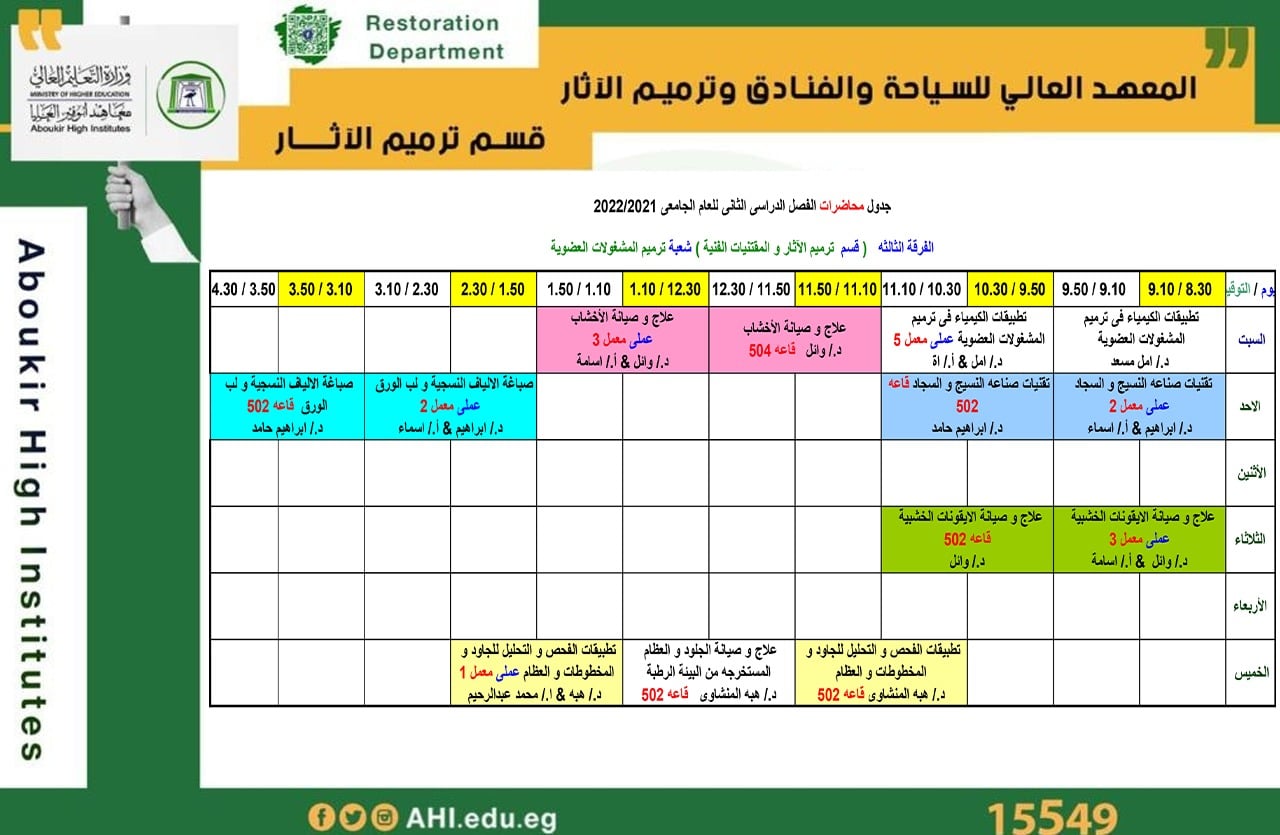 Restoration
Department
وزارة التعليم العالي
MINISTRY OF HIGHER EDUCATION
معاهد أبوقير العليا
Aboukir High Institutes
المعهد العالي للسياحة والفنادق وترميم الآثار
قسم ترميم الآثار
Aboukir High Institutes
جدول محاضرات الفصل الدراسى الثانى للعام الجامعى 2022/2021
الفرقة الثالثه ( قسم ترميم الآثار و المقتنيات الفنية ) شعبة ترميم المشغولات العضوية
يوم / التوقي 9.10 / 8.30 9.50 / 9.10 10.30 / 9.50 11.10 / 10.30 11.50 / 11.10 12.30 / 11.50 1.10 / 12.30 1.50 / 1.10 2.30 / 1.50 3.10 / 2.30 3.50 / 3.10 4.30 / 3.50
السبت
تطبيقات الكيمياء فى ترميم
المشغولات العضوية
د./ امل مسعد
تطبيقات الكيمياء فى ترميم
المشغولات العضوية عملى معمل 5
د./ امل & أ./ اة
علاج و صيانة الأخشاب
د./ وائل قاعه 504
علاج و صيانة الأخشاب
عملى معمل 3
د./ وائل & أ./ اسامة
الاحد
تقنيات صناعه النسيج و السجاد
عملى معمل 2
د./ ابراهيم & أ./ اسماء
تقنيات صناعه النسيج و السجاد قاعه
502
د./ ابراهيم حامد
صباغة الالياف النسجية و لب الورق
عملى معمل 2
د./ ابراهيم & أ./ اسماء
صباغة الالياف النسجية و لب
الورق قاعه 502
د./ ابراهيم حامد
الأثنين
الثلاثاء
علاج و صيانة الايقونات الخشبية
عملى معمل 3
د./ وائل & أ./ اسامة
علاج و صيانة الايقونات الخشبية
قاعه 502
د./ وائل
الأربعاء
الخميس
تطبيقات الفحص و التحليل للجاود و
المخطوطات و العظام
د./ هبه المنشاوى قاعه 502
علاج و صيانة الجلود و العظام
المستخرجه من البيئة الرطبة
د./ هبه المنشاوى قاعه 502
تطبيقات الفحص و التحليل للجاود و
المخطوطات و العظام عملى معمل 1
د./ هبه & ا./ محمد عبدالرحيم
AHI.edu.eg
15549